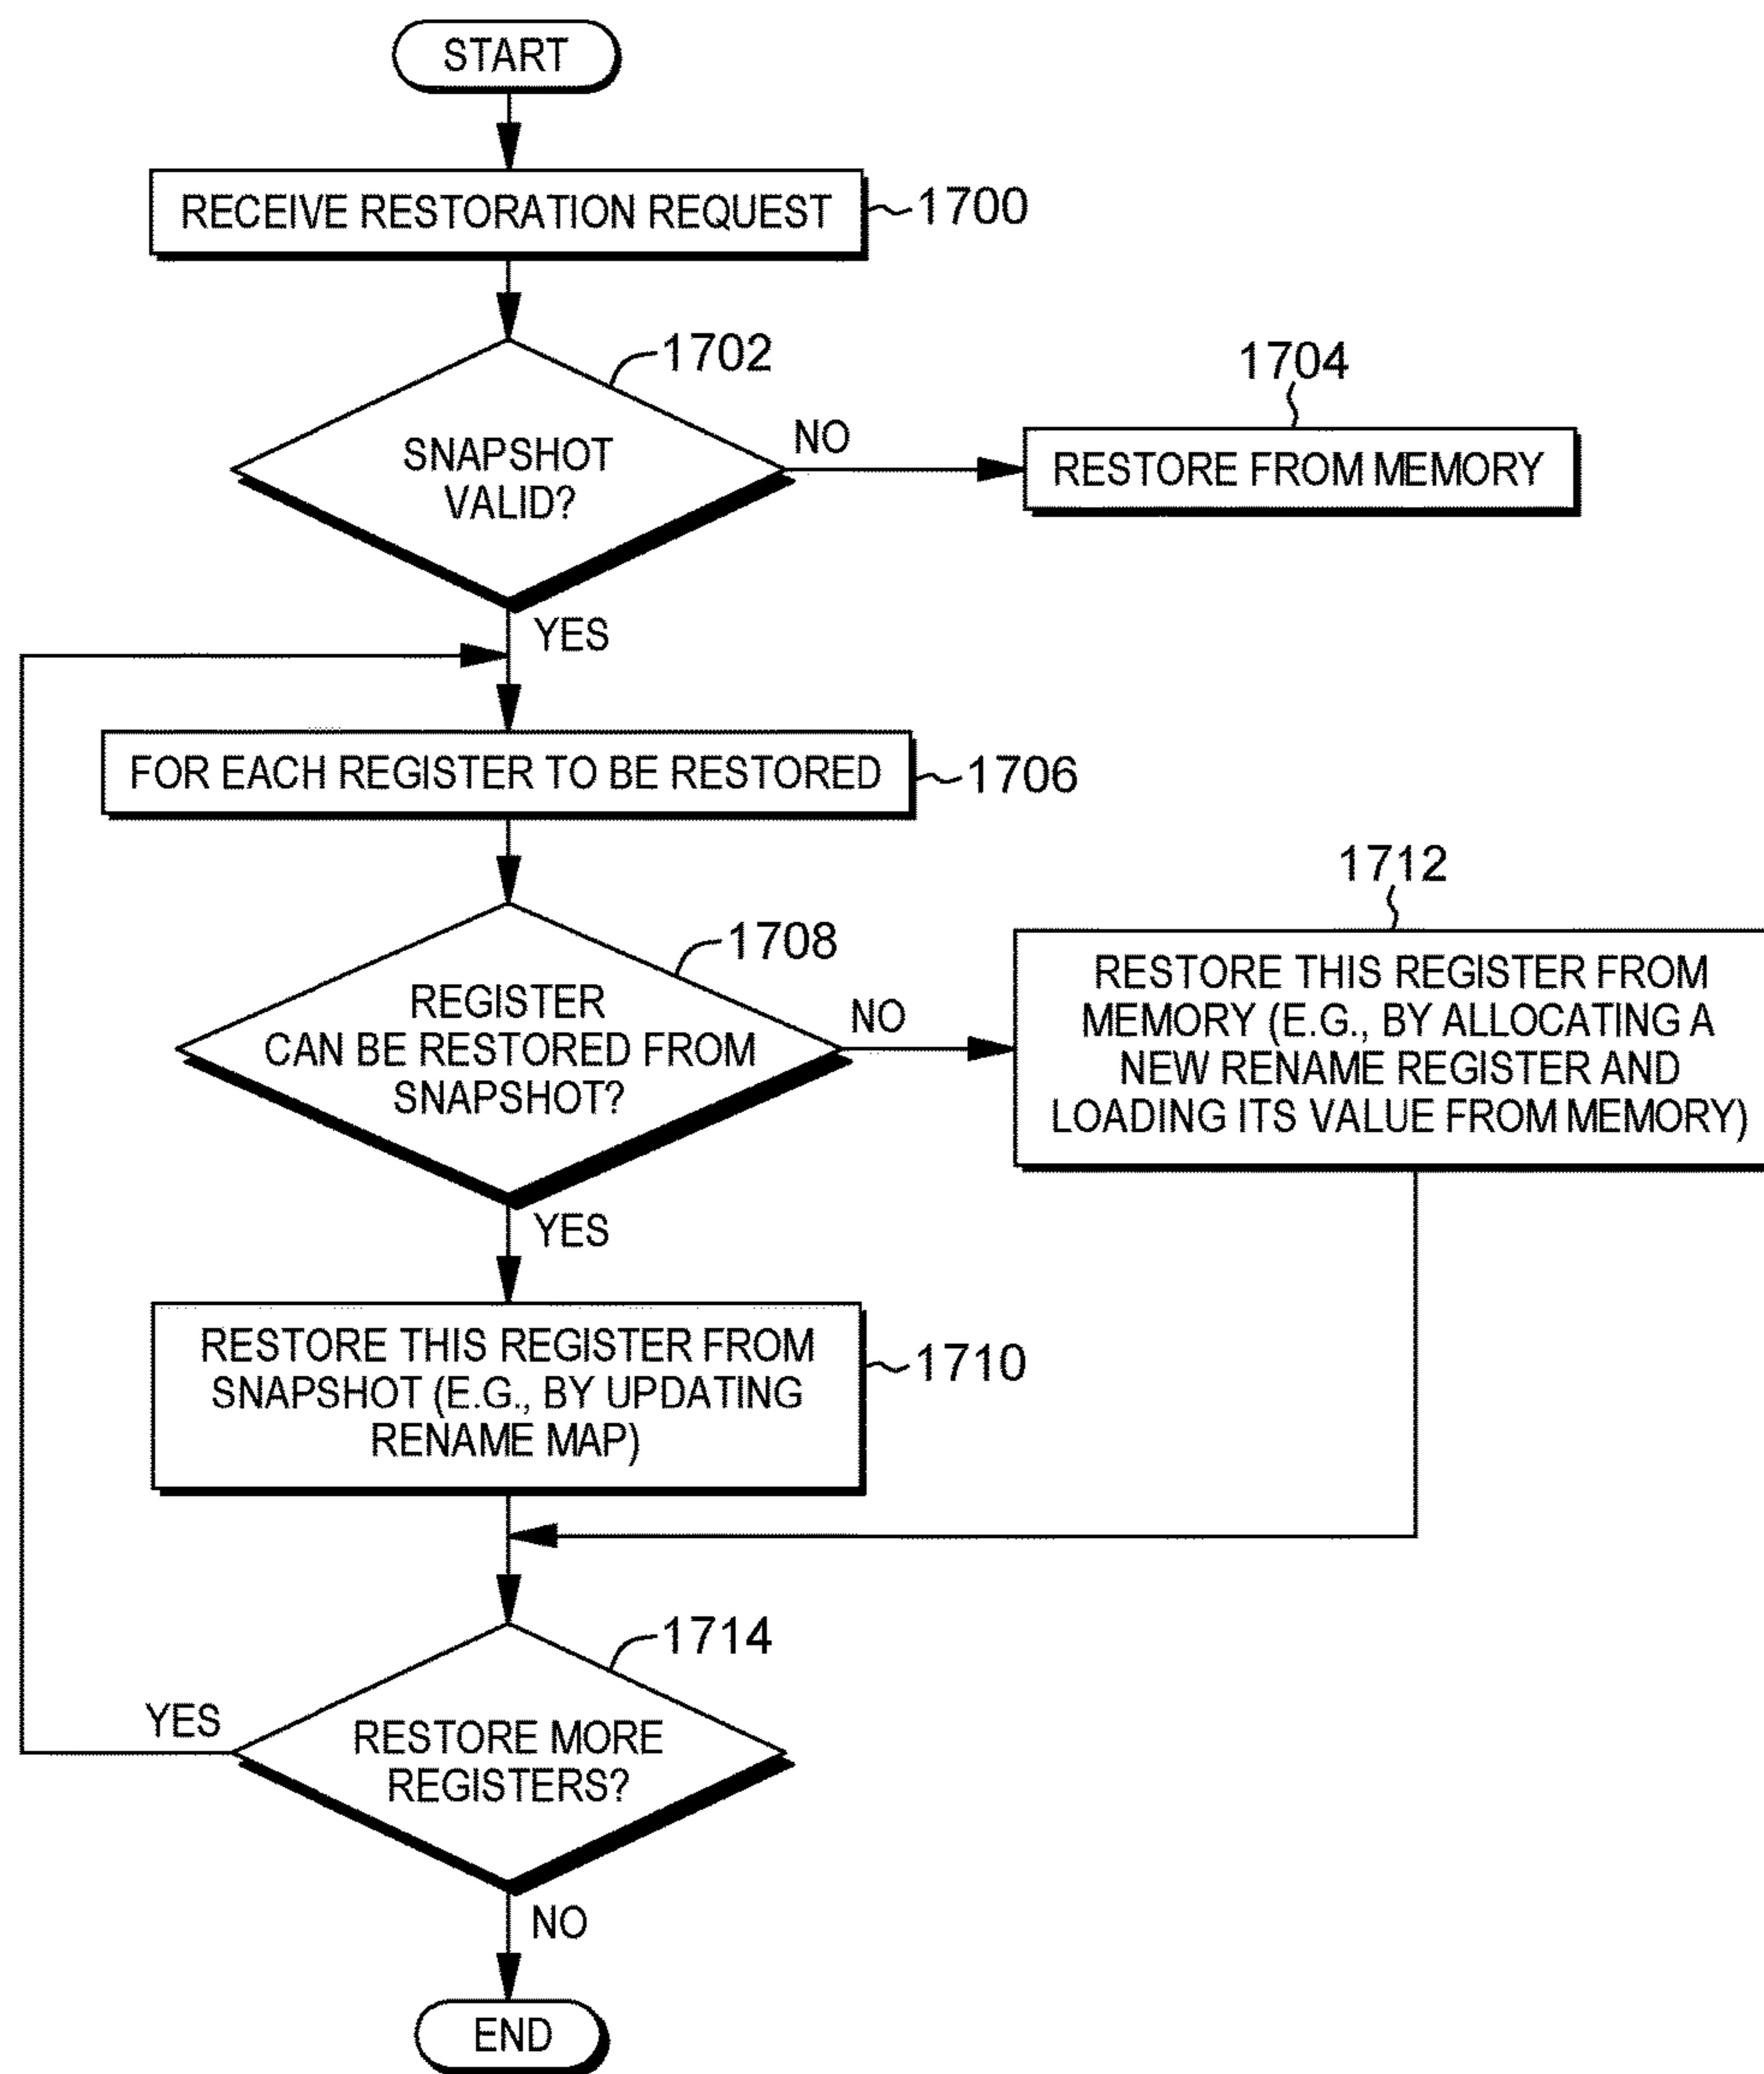 START
RECEIVE RESTORATION REQUEST
1700
1702
SNAPSHOT
VALID?
NO
1704
RESTORE FROM MEMORY
YES
FOR EACH REGISTER TO BE RESTORED
1706
1708
REGISTER
CAN BE RESTORED FROM
SNAPSHOT?
NO
1712
RESTORE THIS REGISTER FROM
MEMORY (E.G., BY ALLOCATING A
NEW RENAME REGISTER AND
LOADING ITS VALUE FROM MEMORY)
YES
RESTORE THIS REGISTER FROM
SNAPSHOT (E.G., BY UPDATING
RENAME MAP)
1710
1714
RESTORE MORE
REGISTERS?
YES
NO
END